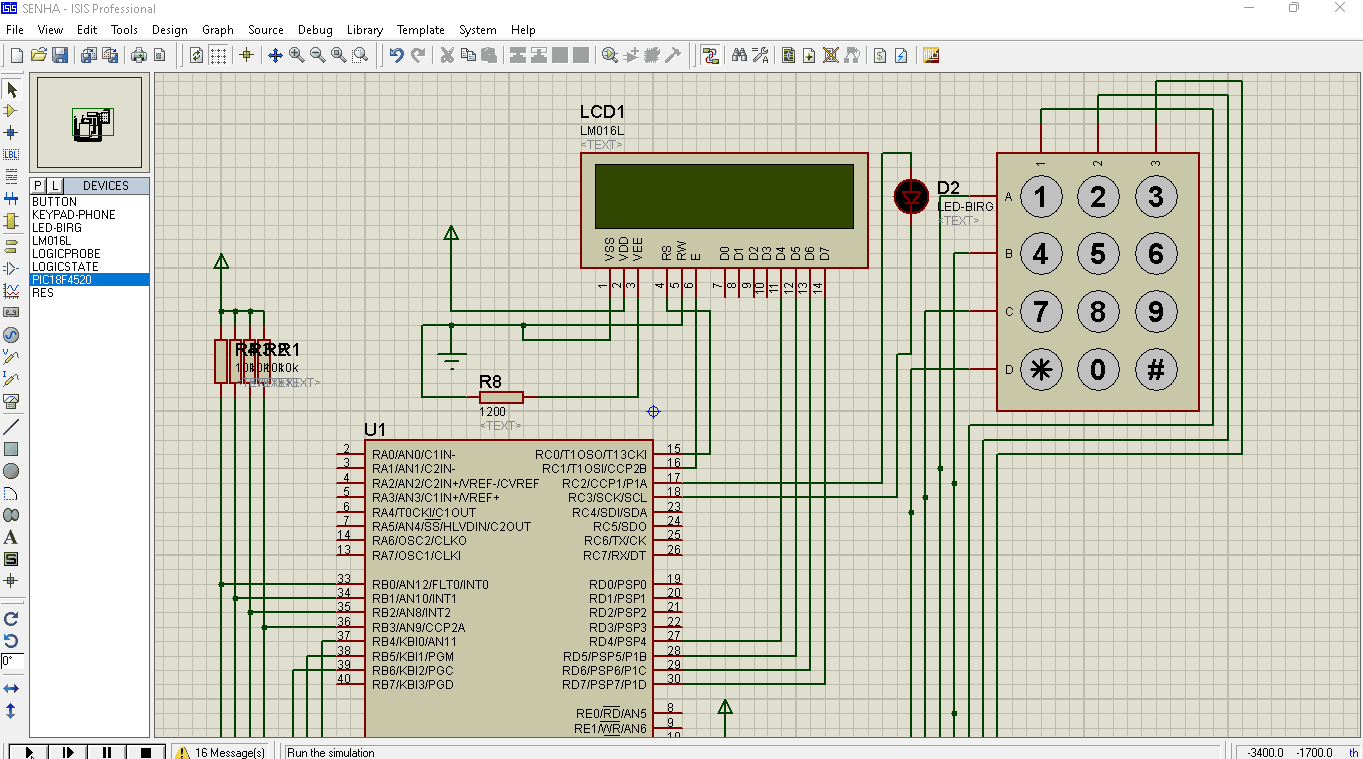 SENHA - ISIS Professional
File View Edit Tools Design Graph Source Debug Library Template System Help
P L DEVICES
BUTTON
KEYPAD-PHONE
LED-BIRG
LM016L
LOGICPROBE
LOGICSTATE
PIC18F4520
RES
LBL
A
S
0°
LCD1
LM016L
<TEXT>
VSS
VDD
VEE
RS
RW
E
D0
D1
D2
D3
D4
D5
D6
D7
1
2
3
4
5
6
7
8
9
10
11
12
13
14
D2
LED-BIRG
<TEXT>
1 2 3
A 1 2 3
B 4 5 6
C 7 8 9
D * 0 #
R1
10k
R8
1200
<TEXT>
U1
2 RA0/AN0/C1IN- RC0/T1OSO/T13CKI 15
3 RA1/AN1/C2IN- RC1/T1OSI/CCP2B 16
4 RA2/AN2/C2IN+/VREF-/CVREF RC2/CCP1/P1A 17
5 RA3/AN3/C1IN+/VREF+ RC3/SCK/SCL 18
6 RA4/T0CKI/C1OUT RC4/SDI/SDA 23
7 RA5/AN4/SS/HLVDIN/C2OUT RC5/SDO 24
14 RA6/OSC2/CLKO RC6/TX/CK 25
13 RA7/OSC1/CLKI RC7/RX/DT 26
33 RB0/AN12/FLT0/INT0 RD0/PSP0 19
34 RB1/AN10/INT1 RD1/PSP1 20
35 RB2/AN8/INT2 RD2/PSP2 21
36 RB3/AN9/CCP2A RD3/PSP3 22
37 RB4/KBI0/AN11 RD4/PSP4 27
38 RB5/KBI1/PGM RD5/PSP5/P1B 28
39 RB6/KBI2/PGC RD6/PSP6/P1C 29
40 RB7/KBI3/PGD RD7/PSP7/P1D 30
RE0/RD/AN5 8
RE1/WR/AN6 9
16 Message(s) Run the simulation -3400.0 -1700.0 th